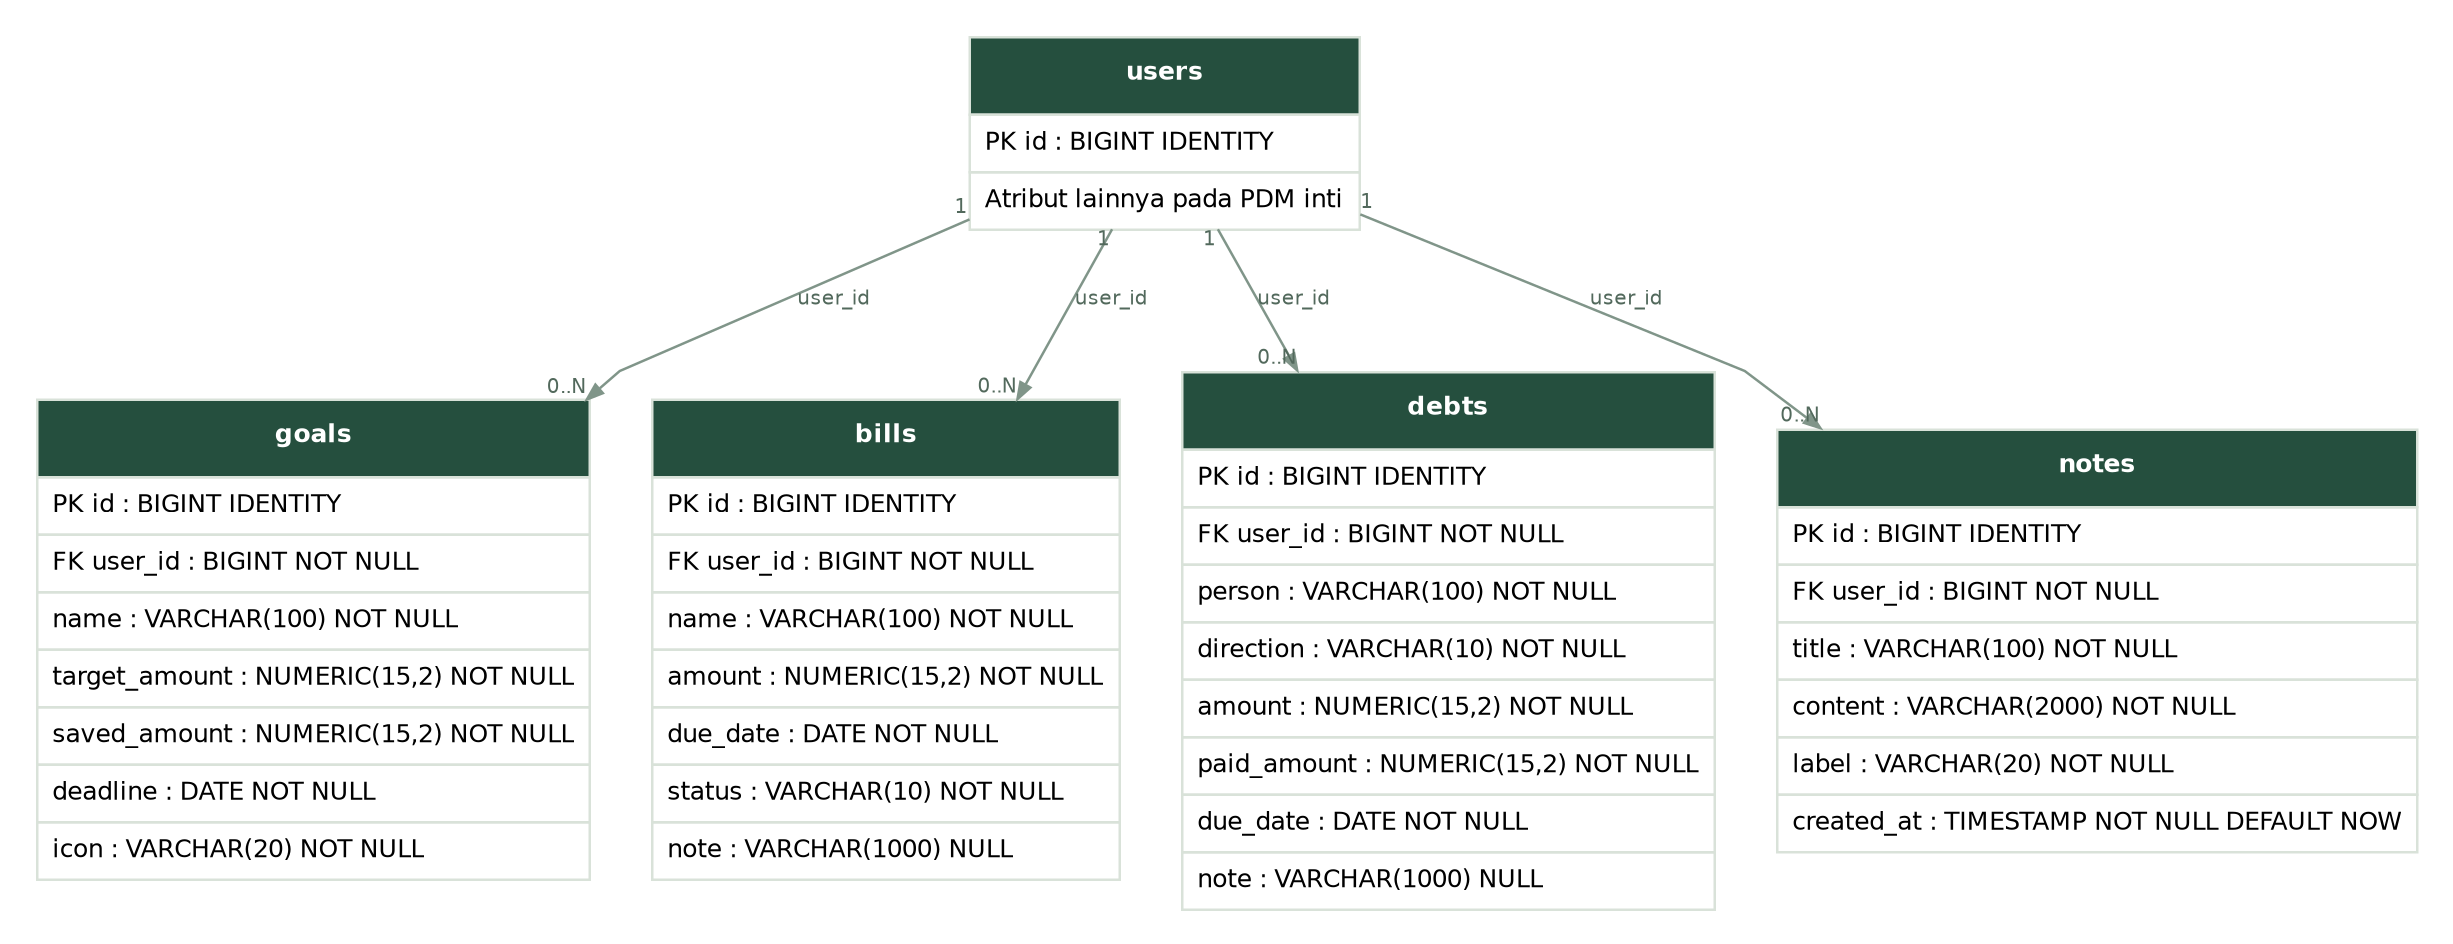 users
PK id : BIGINT IDENTITY
Atribut lainnya pada PDM inti
1
1
1
1
user_id
user_id
user_id
user_id
0..N
0..N
0..N
0..N
goals
PK id : BIGINT IDENTITY
FK user_id : BIGINT NOT NULL
name : VARCHAR(100) NOT NULL
target_amount : NUMERIC(15,2) NOT NULL
saved_amount : NUMERIC(15,2) NOT NULL
deadline : DATE NOT NULL
icon : VARCHAR(20) NOT NULL
bills
PK id : BIGINT IDENTITY
FK user_id : BIGINT NOT NULL
name : VARCHAR(100) NOT NULL
amount : NUMERIC(15,2) NOT NULL
due_date : DATE NOT NULL
status : VARCHAR(10) NOT NULL
note : VARCHAR(1000) NULL
debts
PK id : BIGINT IDENTITY
FK user_id : BIGINT NOT NULL
person : VARCHAR(100) NOT NULL
direction : VARCHAR(10) NOT NULL
amount : NUMERIC(15,2) NOT NULL
paid_amount : NUMERIC(15,2) NOT NULL
due_date : DATE NOT NULL
note : VARCHAR(1000) NULL
notes
PK id : BIGINT IDENTITY
FK user_id : BIGINT NOT NULL
title : VARCHAR(100) NOT NULL
content : VARCHAR(2000) NOT NULL
label : VARCHAR(20) NOT NULL
created_at : TIMESTAMP NOT NULL DEFAULT NOW